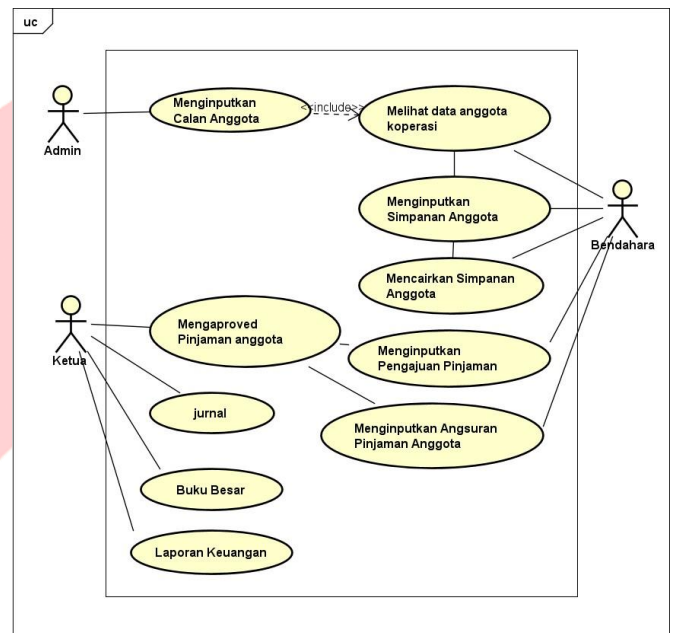 uc
Menginputkan
Calan Anggota
<<include>>
Melihat data anggota
koperasi
Admin
Menginputkan
Simpanan Anggota
Bendahara
Mencairkan Simpanan
Anggota
Mengaproved
Pinjaman anggota
Ketua
Menginputkan
Pengajuan Pinjaman
jurnal
Menginputkan Angsuran
Pinjaman Anggota
Buku Besar
Laporan Keuangan